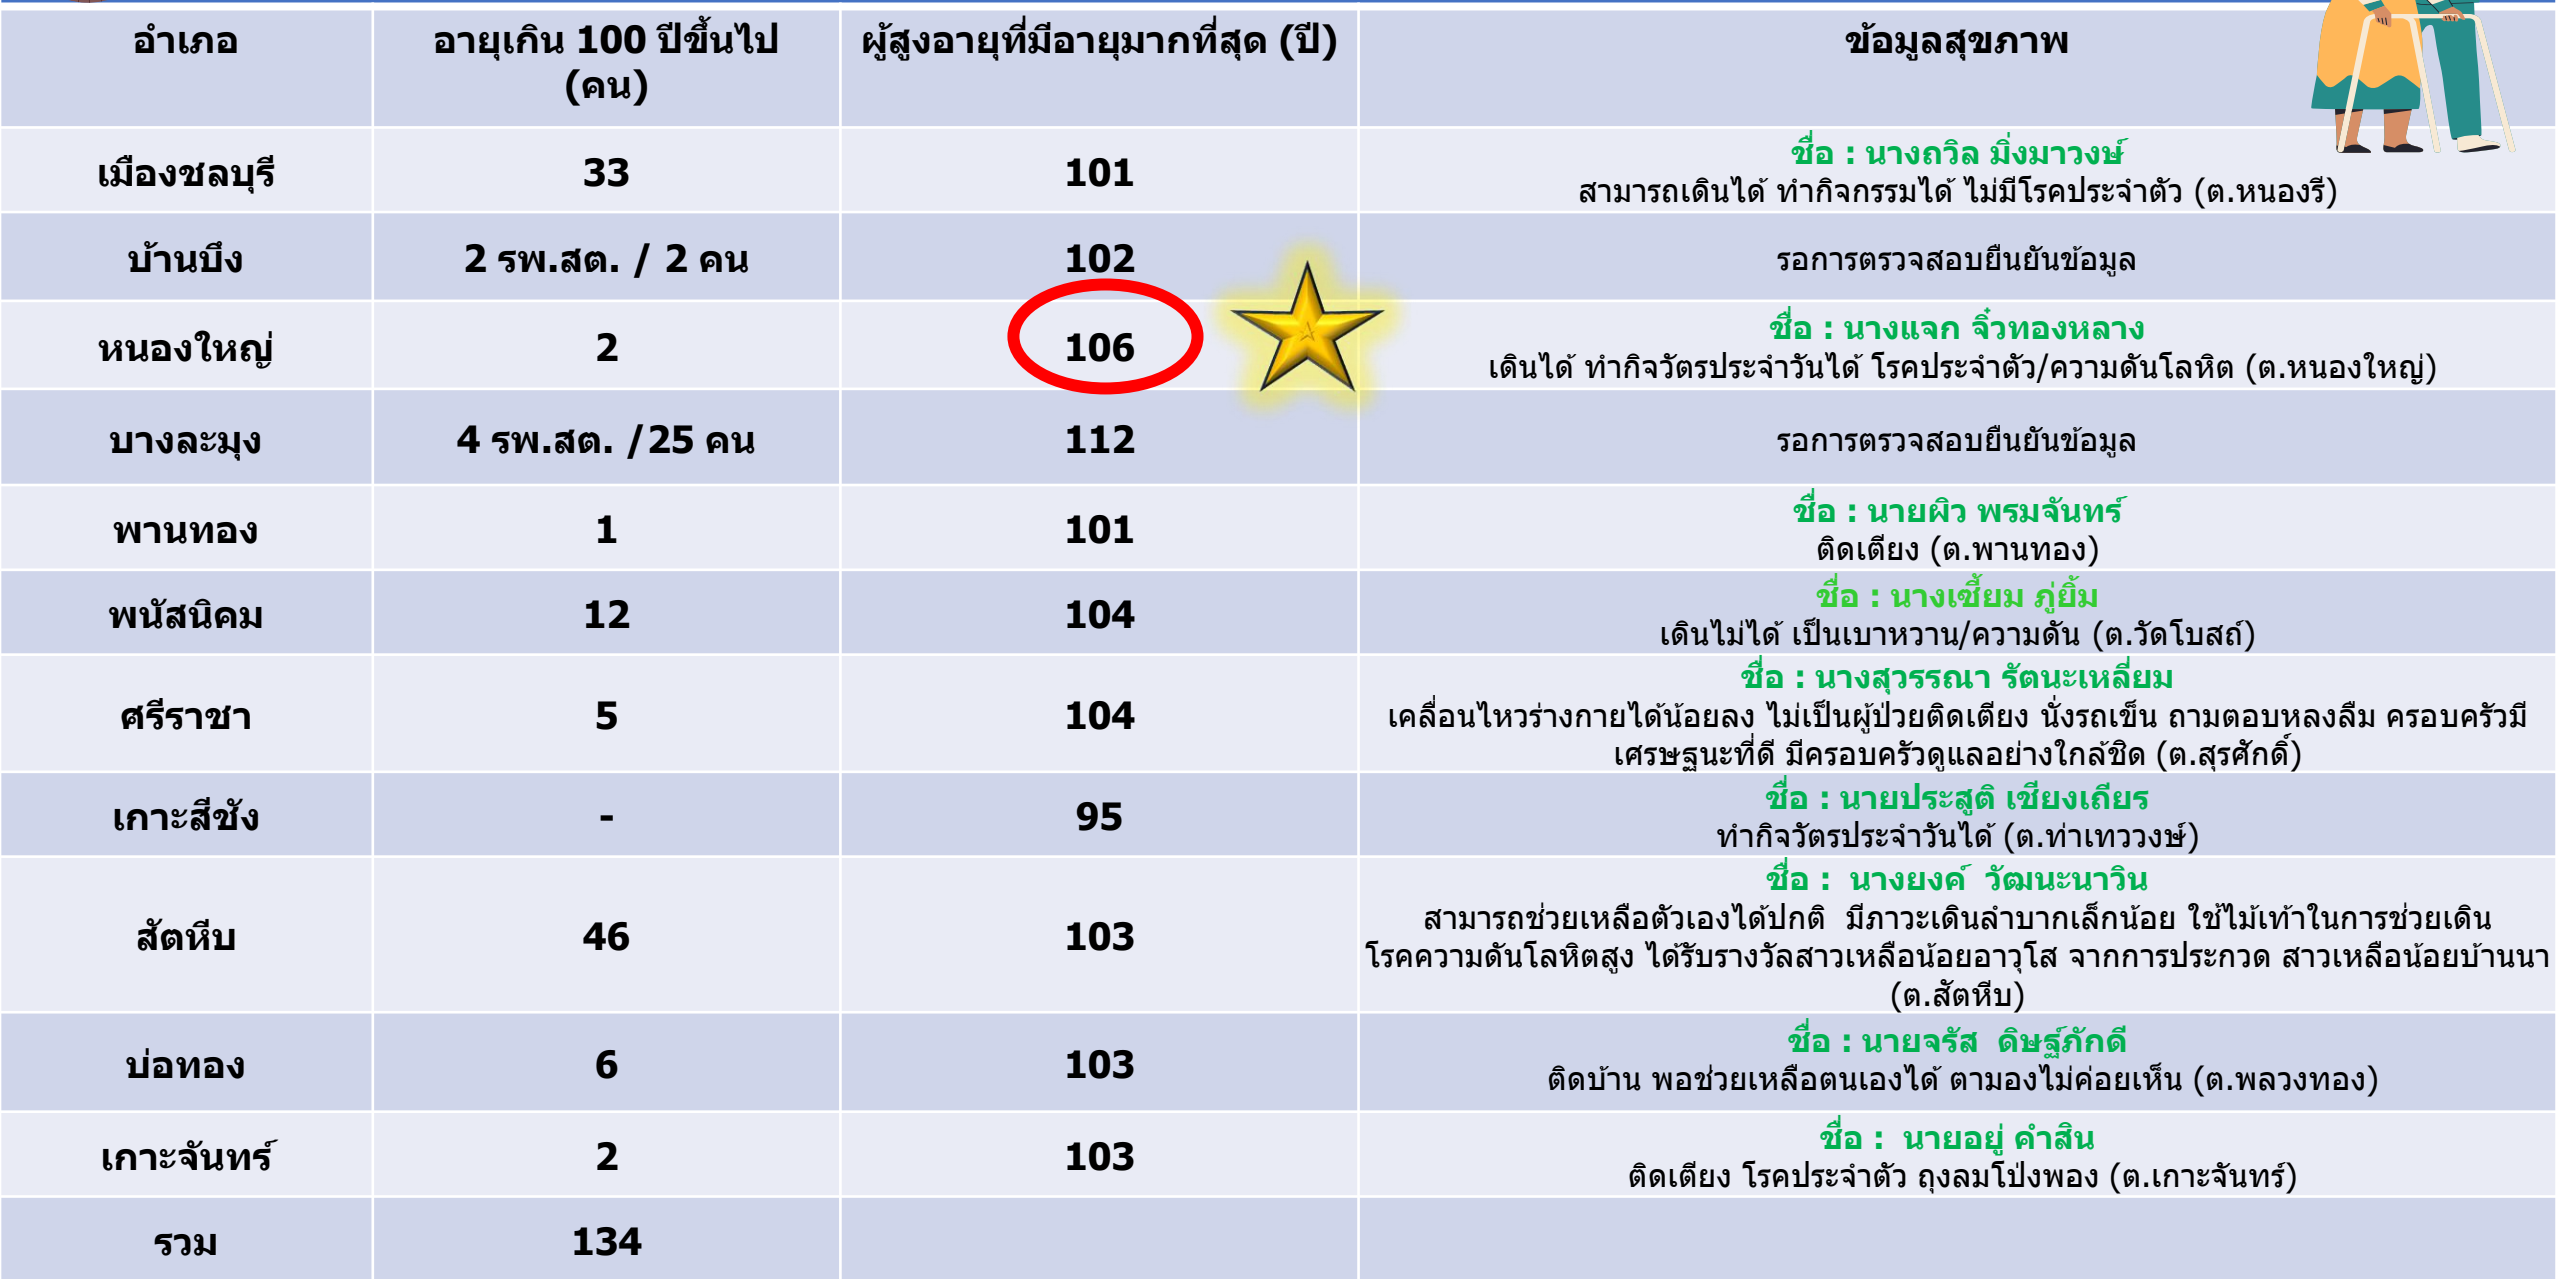 อำเภอ
อายุเกิน 100 ปีขึ้นไป
(คน)
ผู้สูงอายุที่มีอายุมากที่สุด (ปี)
ข้อมูลสุขภาพ
เมืองชลบุรี
33
101
ชื่อ : นางถวิล มิ่งมาวงษ์
สามารถเดินได้ ทำกิจกรรมได้ ไม่มีโรคประจำตัว (ต.หนองรี)
บ้านบึง
2 รพ.สต. / 2 คน
102
รอการตรวจสอบยืนยันข้อมูล
หนองใหญ่
2
106
ชื่อ : นางแจก จิ๋วทองหลาง
เดินได้ ทำกิจวัตรประจำวันได้ โรคประจำตัว/ความดันโลหิต (ต.หนองใหญ่)
บางละมุง
4 รพ.สต. /25 คน
112
รอการตรวจสอบยืนยันข้อมูล
พานทอง
1
101
ชื่อ : นายผิว พรมจันทร์
ติดเตียง (ต.พานทอง)
พนัสนิคม
12
104
ชื่อ : นางเซี้ยม ภู่ยิ้ม
เดินไม่ได้ เป็นเบาหวาน/ความดัน (ต.วัดโบสถ์)
ศรีราชา
5
104
ชื่อ : นางสุวรรณา รัตนะเหลี่ยม
เคลื่อนไหวร่างกายได้น้อยลง ไม่เป็นผู้ป่วยติดเตียง นั่งรถเข็น ถามตอบหลงลืม ครอบครัวมี
เศรษฐนะที่ดี มีครอบครัวดูแลอย่างใกล้ชิด (ต.สุรศักดิ์)
เกาะสีชัง
-
95
ชื่อ : นายประสูติ เชียงเถียร
ทำกิจวัตรประจำวันได้ (ต.ท่าเทววงษ์)
สัตหีบ
46
103
ชื่อ : นางยงค์ วัฒนะนาวิน
สามารถช่วยเหลือตัวเองได้ปกติ มีภาวะเดินลำบากเล็กน้อย ใช้ไม้เท้าในการช่วยเดิน
โรคความดันโลหิตสูง ได้รับรางวัลสาวเหลือน้อยอาวุโส จากการประกวด สาวเหลือน้อยบ้านนา
(ต.สัตหีบ)
บ่อทอง
6
103
ชื่อ : นายจรัส ดิษฐ์ภักดี
ติดบ้าน พอช่วยเหลือตนเองได้ ตามองไม่ค่อยเห็น (ต.พลวงทอง)
เกาะจันทร์
2
103
ชื่อ : นายอยู่ คำสิน
ติดเตียง โรคประจำตัว ถุงลมโป่งพอง (ต.เกาะจันทร์)
รวม
134